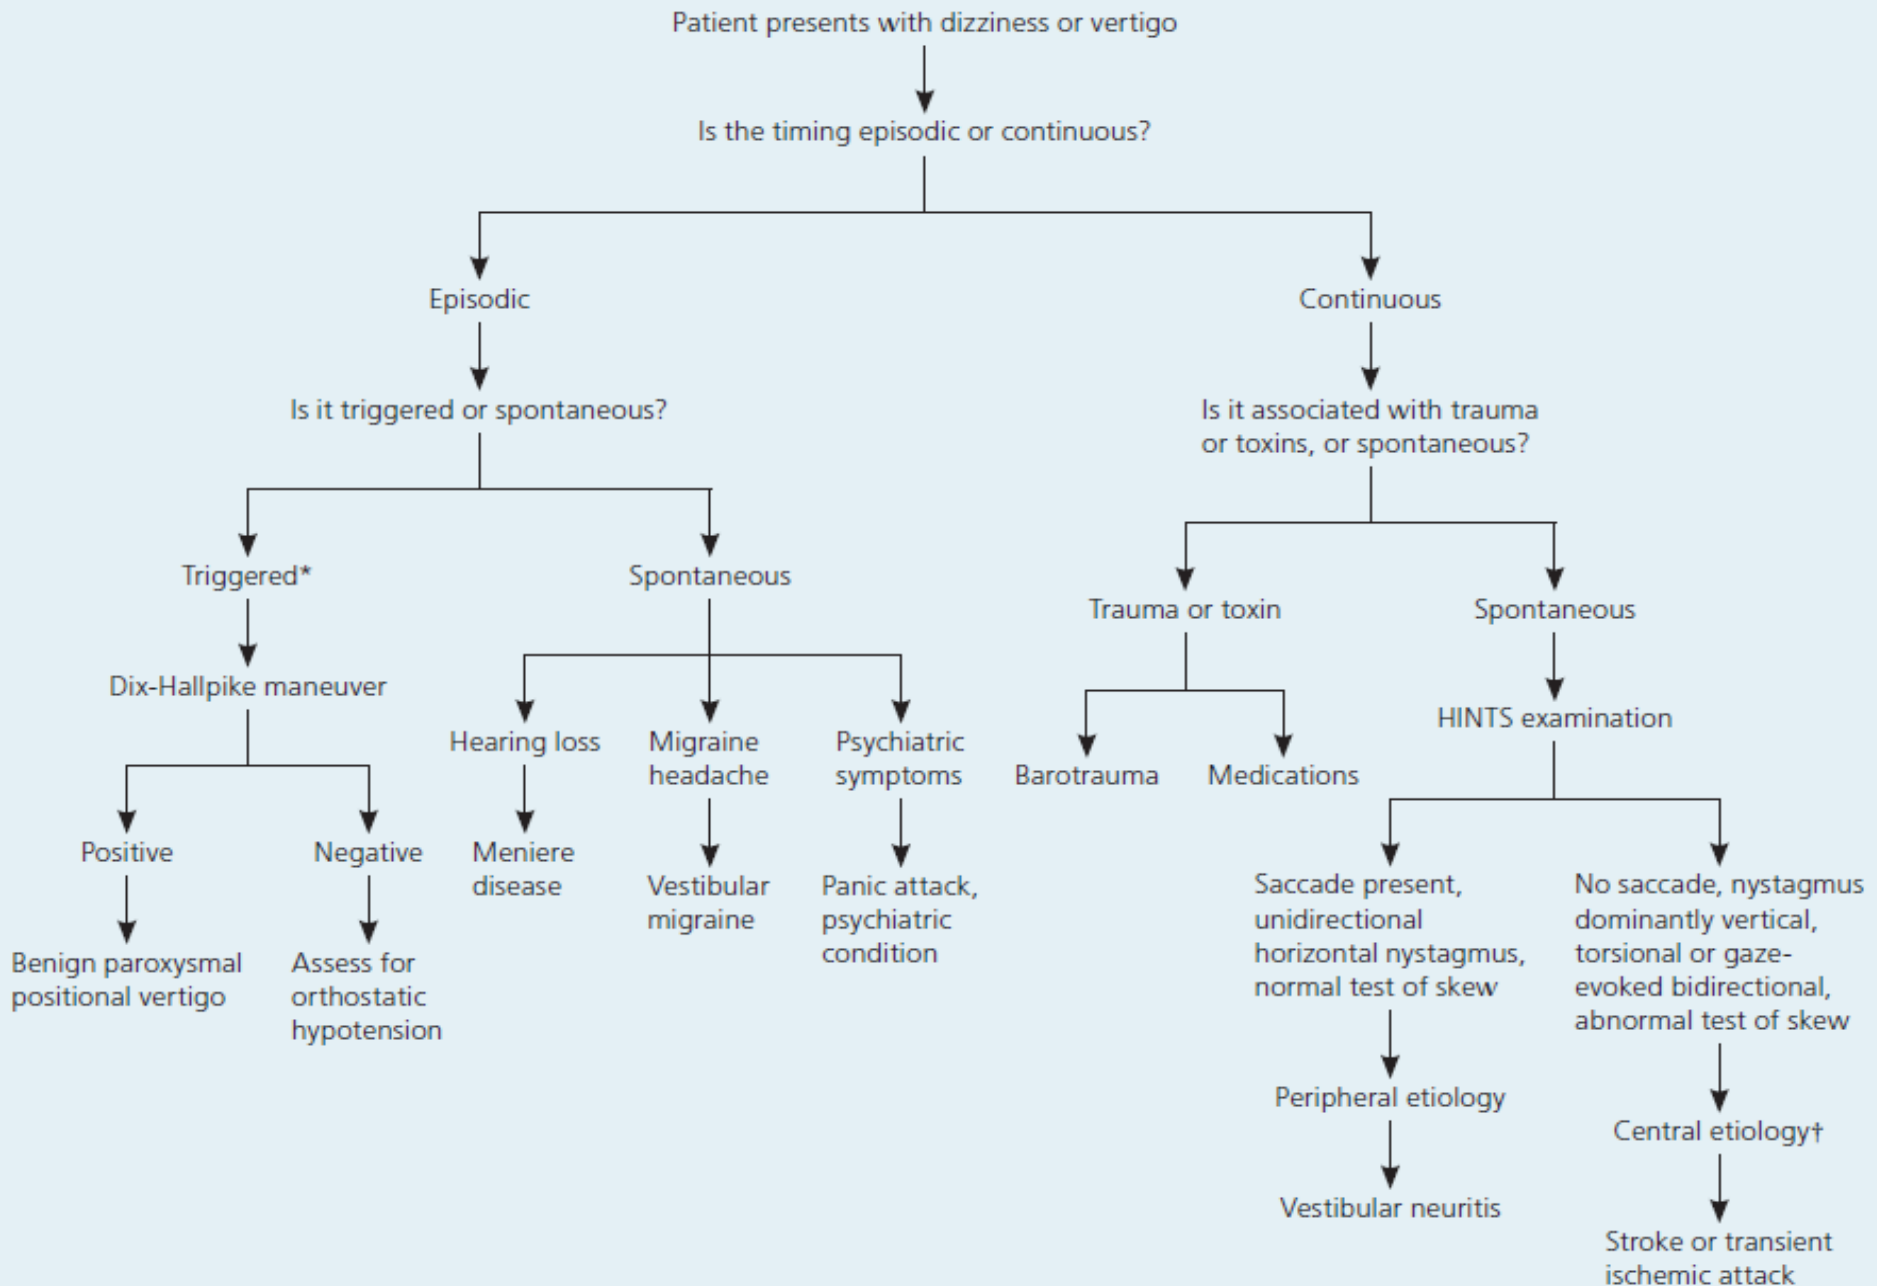 Patient presents with dizziness or vertigo
Is the timing episodic or continuous?
Episodic
Continuous
Is it triggered or spontaneous?
Is it associated with trauma
or toxins, or spontaneous?
Triggered*
Spontaneous
Trauma or toxin
Spontaneous
Dix-Hallpike maneuver
HINTS examination
Hearing loss
Migraine
headache
Psychiatric
symptoms
Barotrauma
Medications
Positive
Negative
Meniere
disease
Vestibular
migraine
Panic attack,
psychiatric
condition
Saccade present,
unidirectional
horizontal nystagmus,
normal test of skew
No saccade, nystagmus
dominantly vertical,
torsional or gaze-
evoked bidirectional,
abnormal test of skew
Benign paroxysmal
positional vertigo
Assess for
orthostatic
hypotension
Peripheral etiology
Central etiology†
Vestibular neuritis
Stroke or transient
ischemic attack